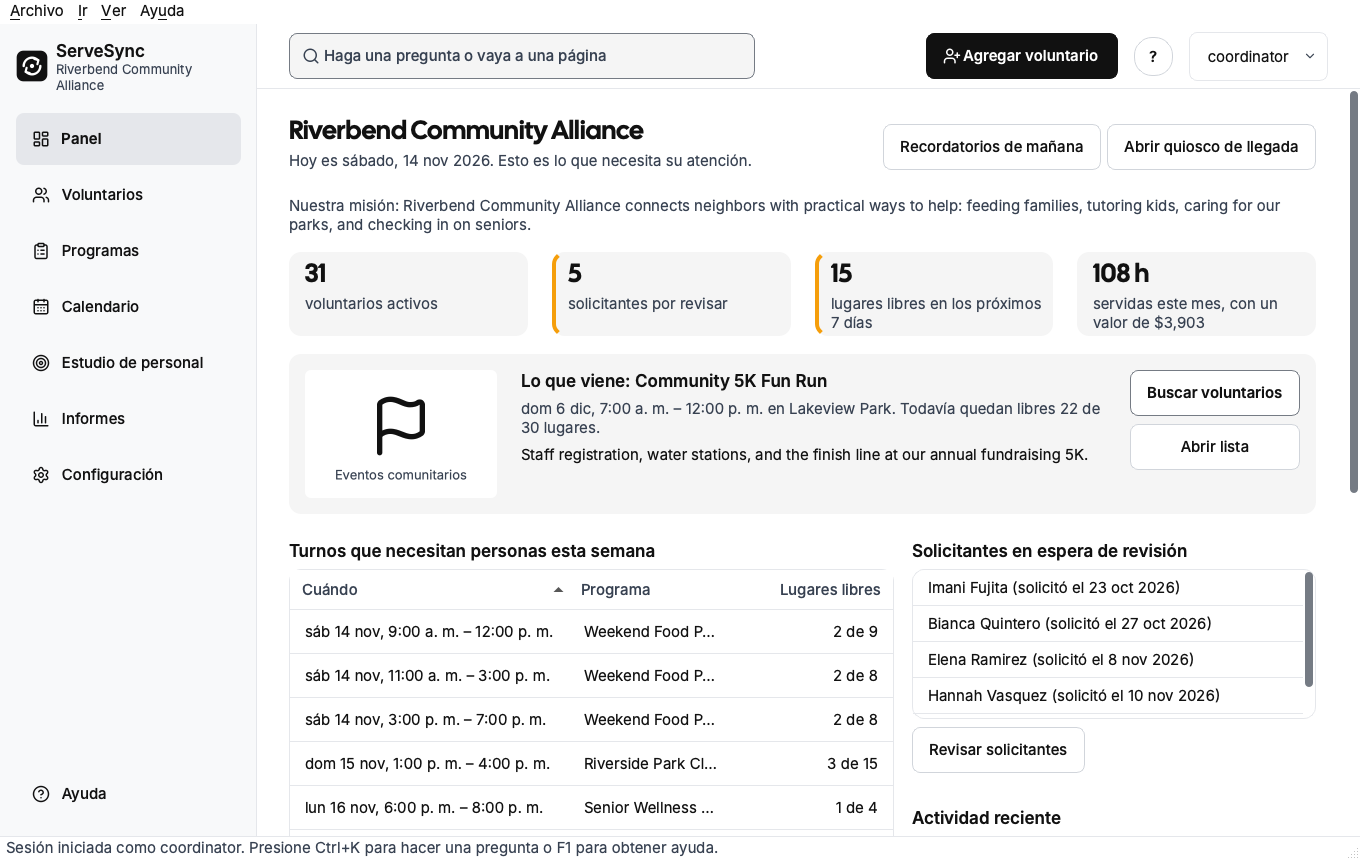 Archivo Ir Ver Ayuda
ServeSync
Riverbend Community
Alliance
Panel
Voluntarios
Programas
Calendario
Estudio de personal
Informes
Configuración
Ayuda
Haga una pregunta o vaya a una página
Agregar voluntario
?
coordinator
Riverbend Community Alliance
Hoy es sábado, 14 nov 2026. Esto es lo que necesita su atención.
Recordatorios de mañana
Abrir quiosco de llegada
Nuestra misión: Riverbend Community Alliance connects neighbors with practical ways to help: feeding families, tutoring kids, caring for our
parks, and checking in on seniors.
31
voluntarios activos
5
solicitantes por revisar
15
lugares libres en los próximos
7 días
108 h
servidas este mes, con un
valor de $3,903
Eventos comunitarios
Lo que viene: Community 5K Fun Run
dom 6 dic, 7:00 a. m. – 12:00 p. m. en Lakeview Park. Todavía quedan libres 22 de
30 lugares.
Staff registration, water stations, and the finish line at our annual fundraising 5K.
Buscar voluntarios
Abrir lista
Turnos que necesitan personas esta semana
Cuándo Programa Lugares libres
sáb 14 nov, 9:00 a. m. – 12:00 p. m. Weekend Food P... 2 de 9
sáb 14 nov, 11:00 a. m. – 3:00 p. m. Weekend Food P... 2 de 8
sáb 14 nov, 3:00 p. m. – 7:00 p. m. Weekend Food P... 2 de 8
dom 15 nov, 1:00 p. m. – 4:00 p. m. Riverside Park Cl... 3 de 15
lun 16 nov, 6:00 p. m. – 8:00 p. m. Senior Wellness ... 1 de 4
Solicitantes en espera de revisión
Imani Fujita (solicitó el 23 oct 2026)
Bianca Quintero (solicitó el 27 oct 2026)
Elena Ramirez (solicitó el 8 nov 2026)
Hannah Vasquez (solicitó el 10 nov 2026)
Revisar solicitantes
Actividad reciente
Sesión iniciada como coordinator. Presione Ctrl+K para hacer una pregunta o F1 para obtener ayuda.